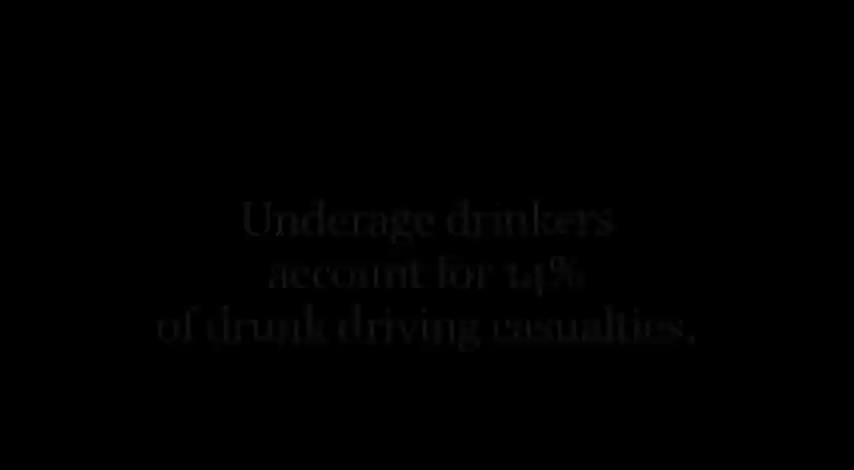 Underage drinkers
account for 14%
of drunk driving casualties.